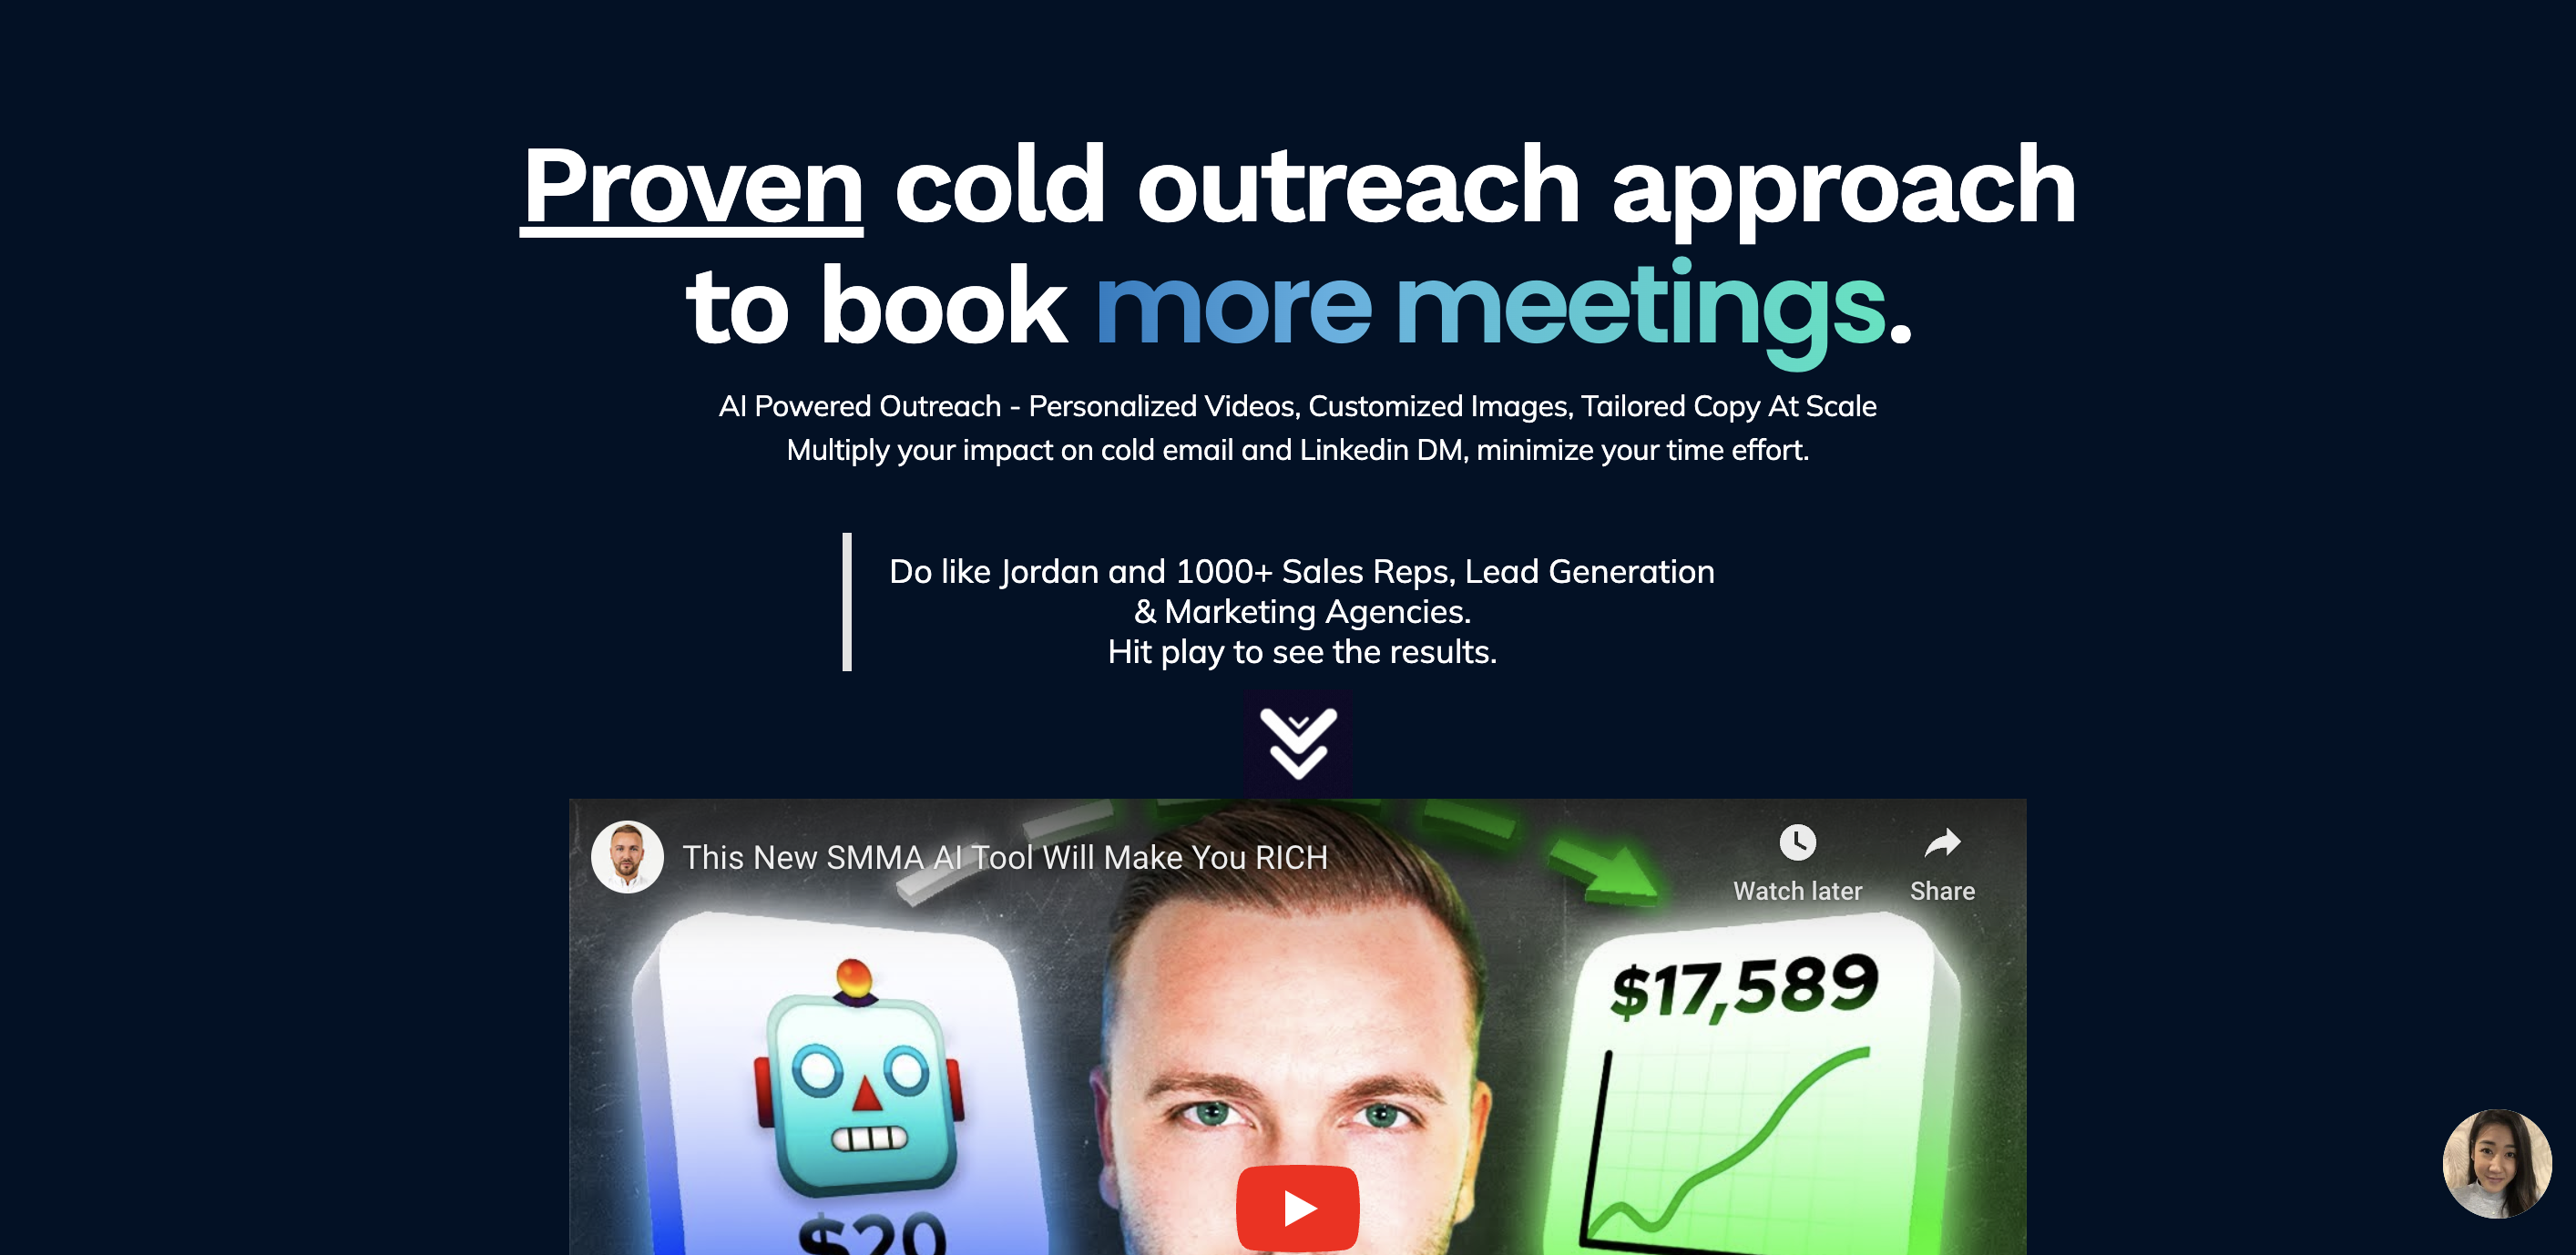 Proven cold outreach approach
to book more meetings.
AI Powered Outreach - Personalized Videos, Customized Images, Tailored Copy At Scale
Multiply your impact on cold email and Linkedin DM, minimize your time effort.
Do like Jordan and 1000+ Sales Reps, Lead Generation
& Marketing Agencies.
Hit play to see the results.
This New SMMA AI Tool Will Make You RICH
Watch later
Share
$17,589
$20